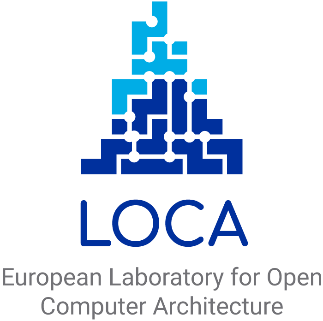 LOCA
European Laboratory for Open
Computer Architecture